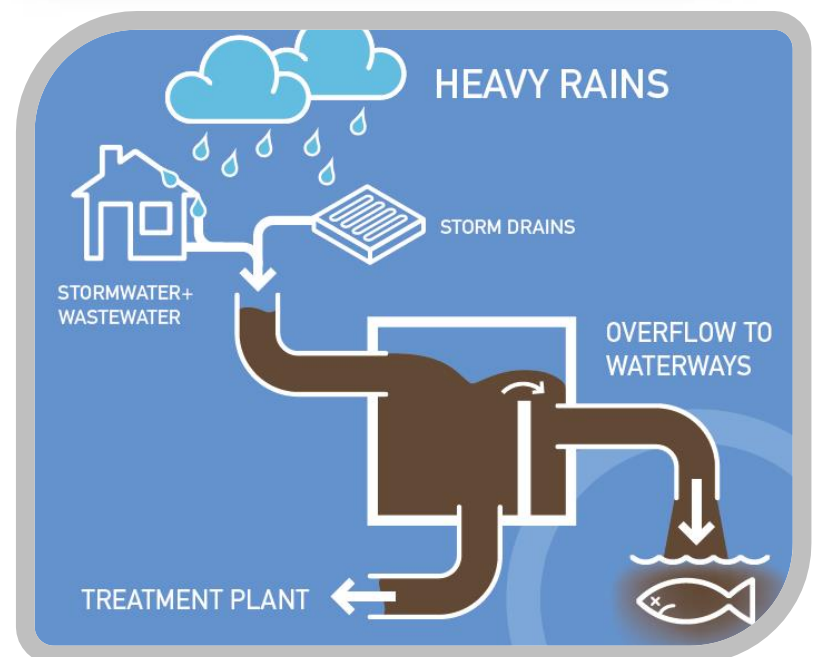 HEAVY RAINS
STORM DRAINS
STORMWATER+
WASTEWATER
OVERFLOW TO
WATERWAYS
TREATMENT PLANT